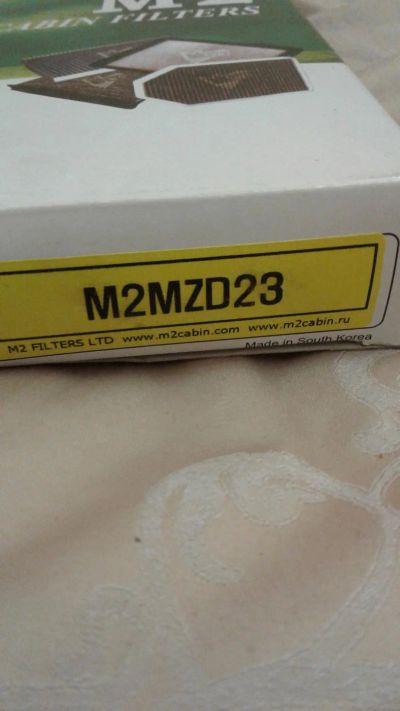 CABIN FILTERS
M2MZD23
M2 FILTERS LTD www.m2cabin.com www.m2cabin.ru
Made in South Korea